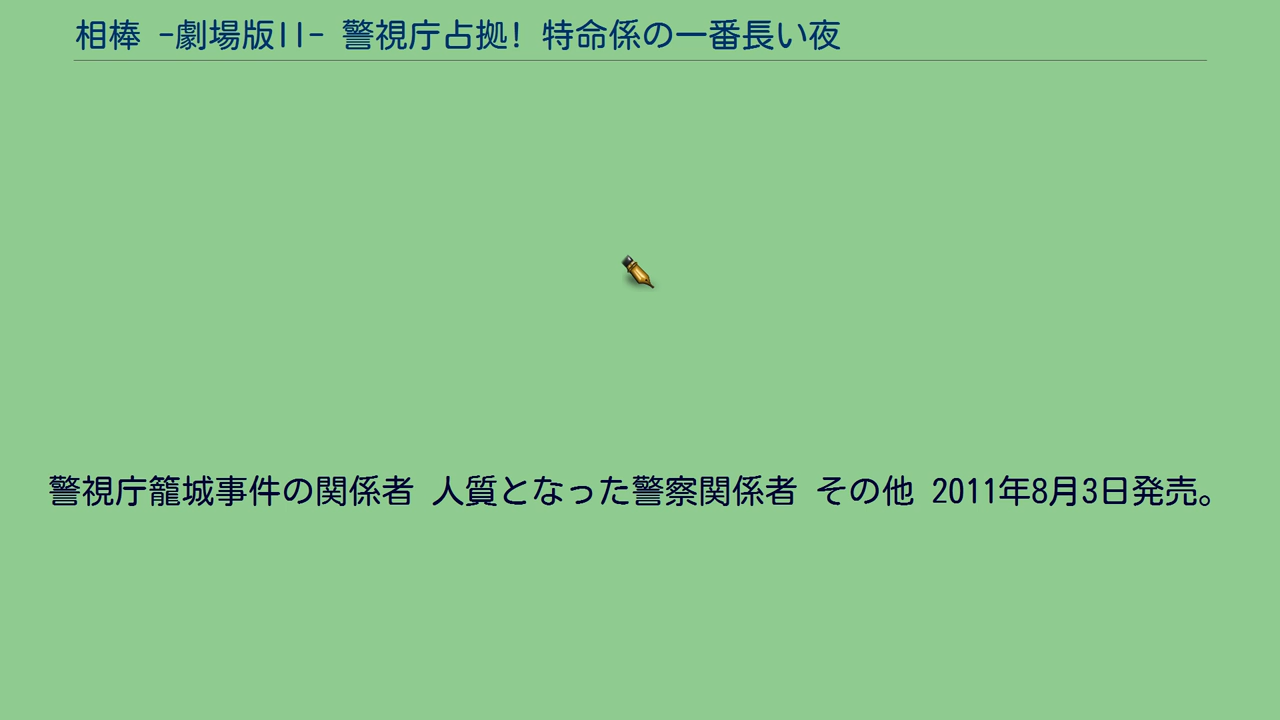 相棒 -劇場版II- 警視庁占拠! 特命係の一番長い夜
警視庁籠城事件の関係者 人質となった警察関係者 その他 2011年8月3日発売。